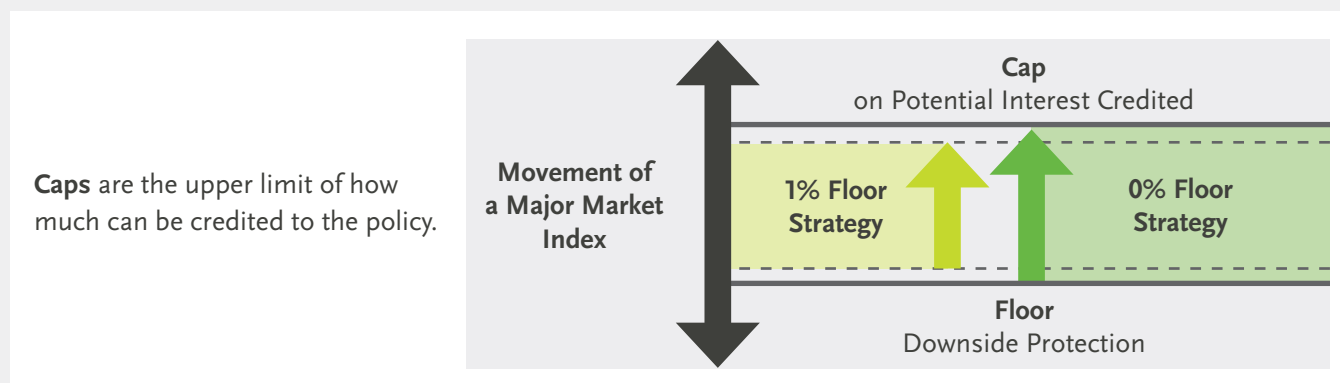 Caps are the upper limit of how
much can be credited to the policy.
Movement of
a Major Market
Index
Cap
on Potential Interest Credited
1% Floor
Strategy
0% Floor
Strategy
Floor
Downside Protection